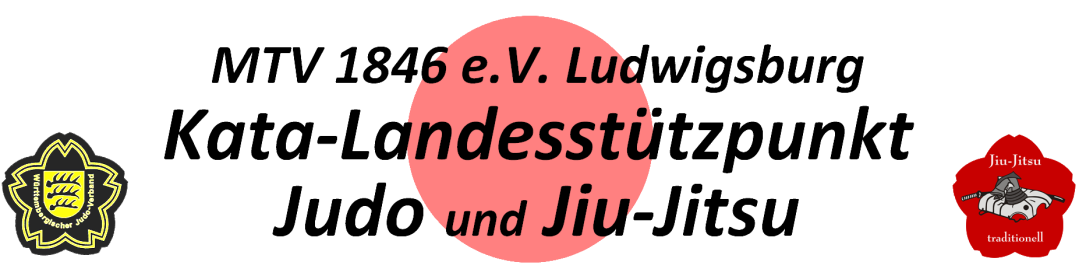 MTV 1846 e.V. Ludwigsburg
Kata-Landesstützpunkt
Judo und Jiu-Jitsu
Württembergischer Judo-Verband
Jiu-Jitsu
traditionell